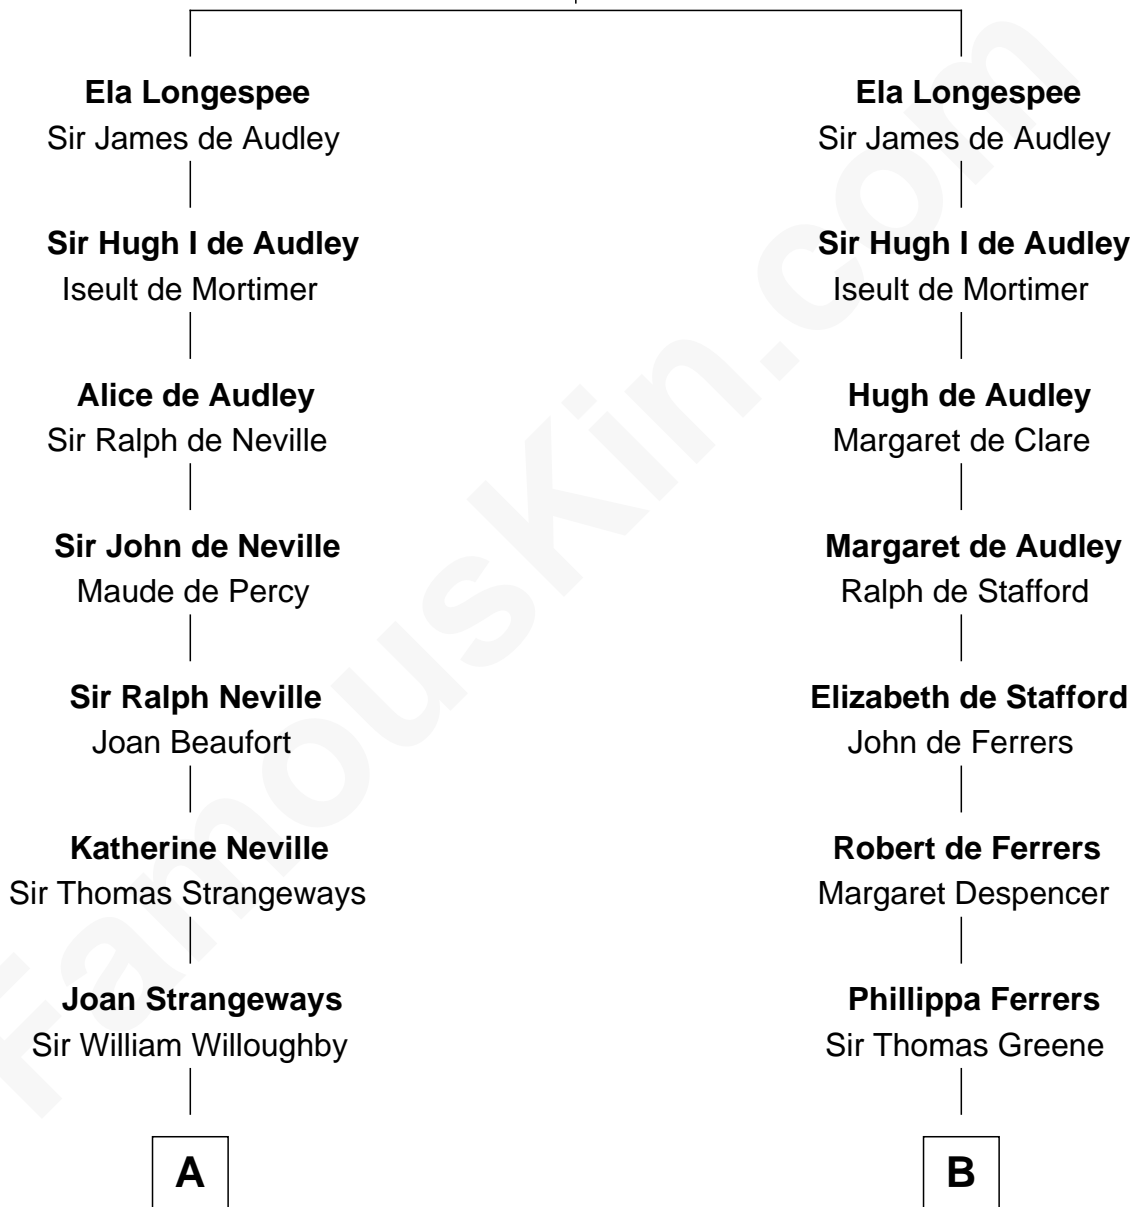 Ela Longespee
Sir James de Audley
Sir Hugh I de Audley
Iseult de Mortimer
Alice de Audley
Sir Ralph de Neville
Sir John de Neville
Maude de Percy
Sir Ralph Neville
Joan Beaufort
Katherine Neville
Sir Thomas Strangeways
Joan Strangeways
Sir William Willoughby
A
Ela Longespee
Sir James de Audley
Sir Hugh I de Audley
Iseult de Mortimer
Hugh de Audley
Margaret de Clare
Margaret de Audley
Ralph de Stafford
Elizabeth de Stafford
John de Ferrers
Robert de Ferrers
Margaret Despencer
Phillippa Ferrers
Sir Thomas Greene
B
FamousKin.com